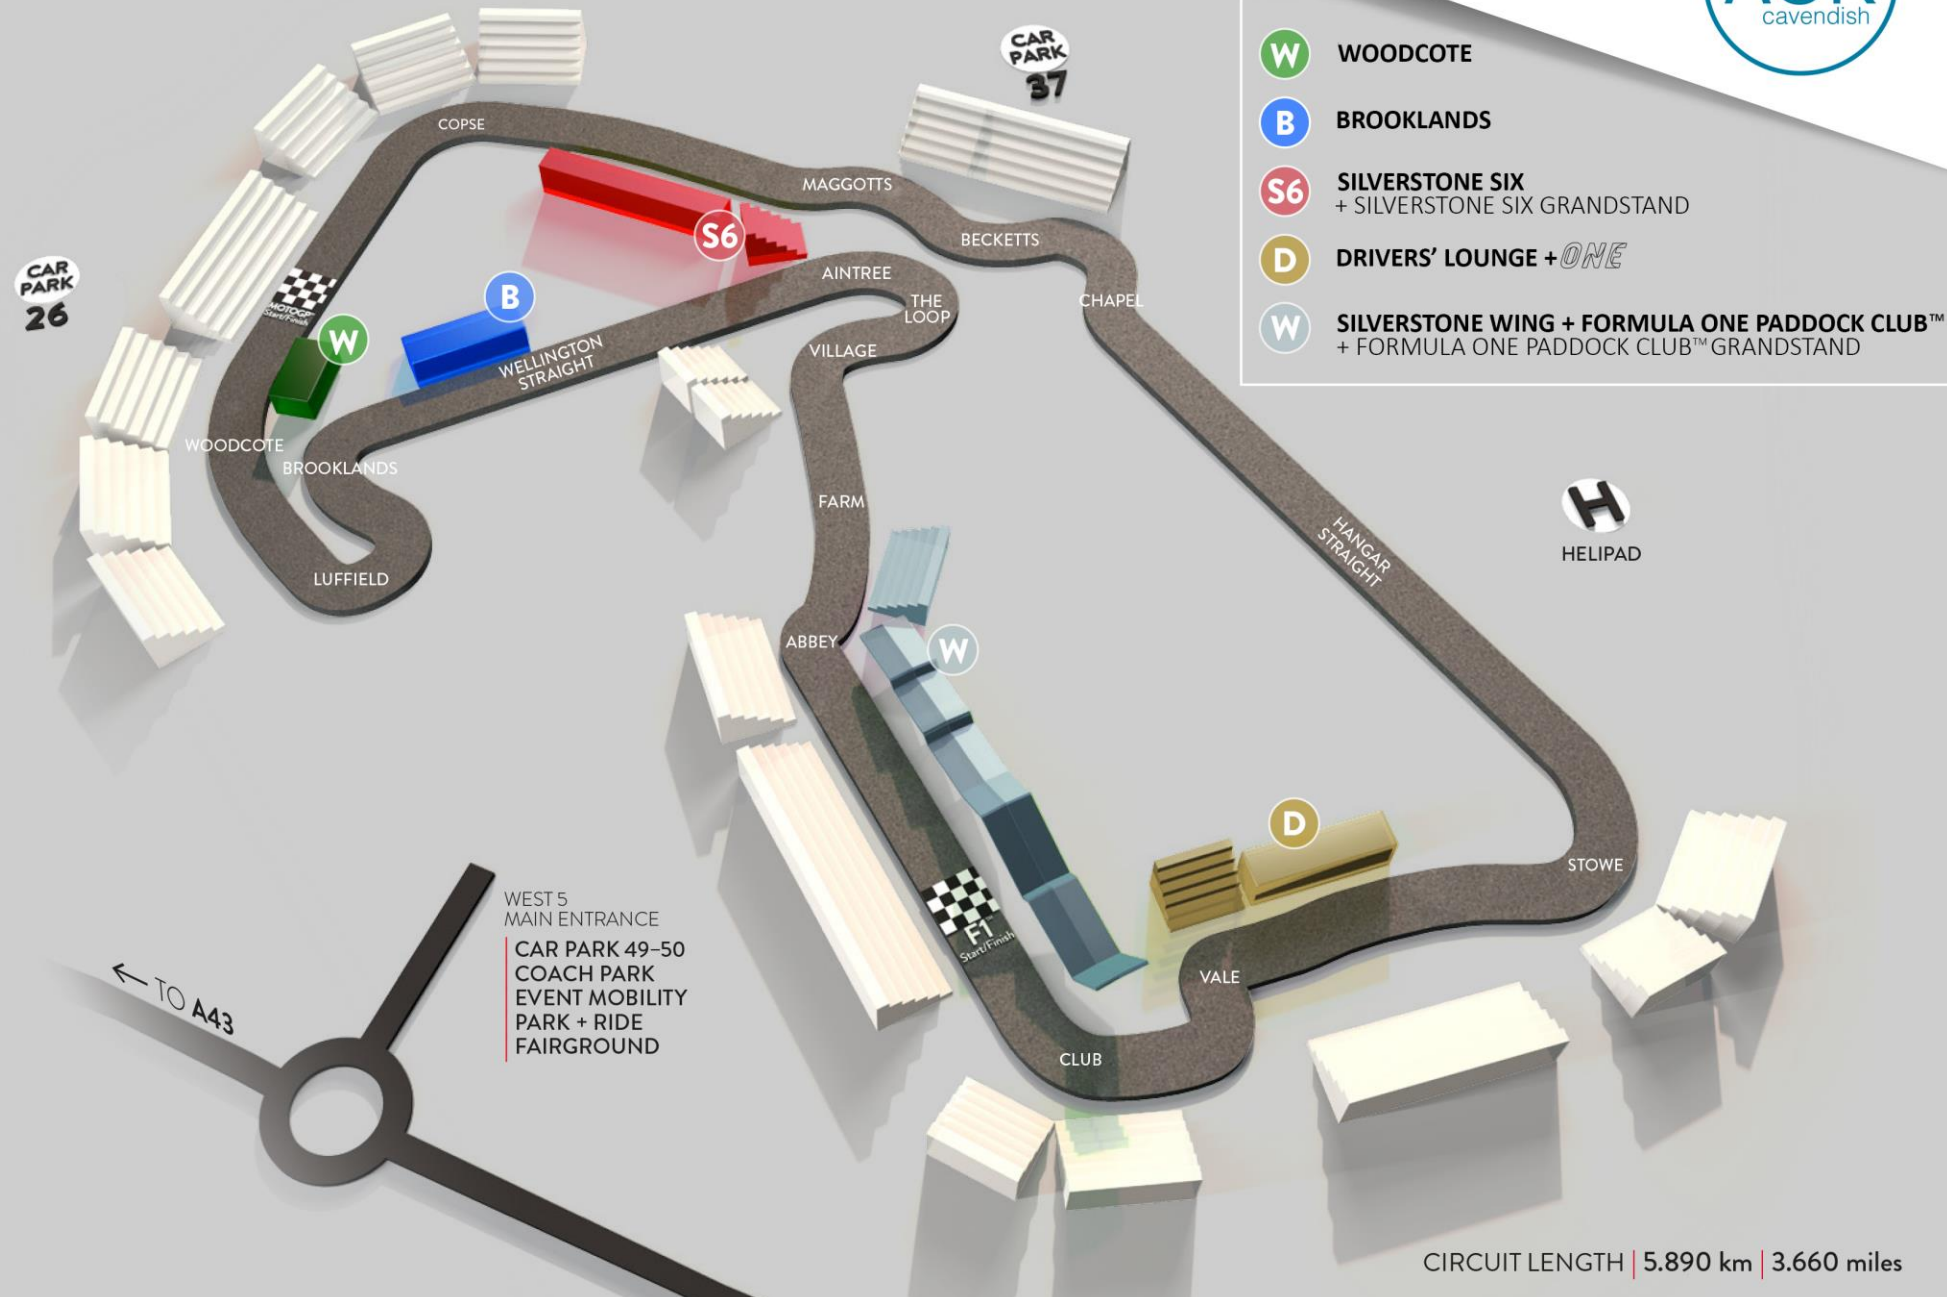 cavendish
W WOODCOTE
B BROOKLANDS
S6 SILVERSTONE SIX
+ SILVERSTONE SIX GRANDSTAND
D DRIVERS' LOUNGE + ONE
W SILVERSTONE WING + FORMULA ONE PADDOCK CLUB™
+ FORMULA ONE PADDOCK CLUB™ GRANDSTAND
CAR
PARK
37
COPSE
MAGGOTTS
BECKETTS
S6
AINTREE
THE
LOOP
CHAPEL
CAR
PARK
26
MOTOGP™
Start/Finish
B
W
WELLINGTON
STRAIGHT
VILLAGE
WOODCOTE
BROOKLANDS
FARM
HANGAR
STRAIGHT
H
HELIPAD
LUFFIELD
ABBEY
W
D
STOWE
F1™
Start/Finish
VALE
CLUB
WEST 5
MAIN ENTRANCE
CAR PARK 49–50
COACH PARK
EVENT MOBILITY
PARK + RIDE
FAIRGROUND
← TO A43
CIRCUIT LENGTH | 5.890 km | 3.660 miles